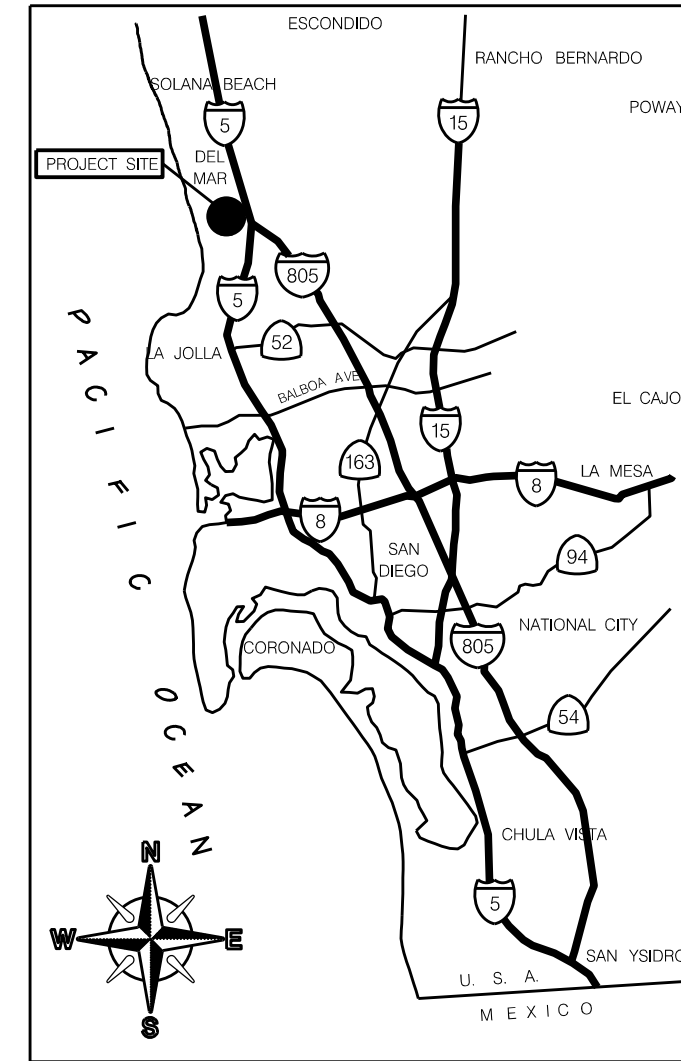 ESCONDIDO
RANCHO BERNARDO
SOLANA BEACH
POWAY
5
15
PROJECT SITE
DEL
MAR
805
5
52
LA JOLLA
BALBOA AVE
PACIFIC OCEAN
EL CAJO
15
163
LA MESA
8
8
SAN
DIEGO
94
NATIONAL CITY
CORONADO
805
54
CHULA VISTA
5
N
W
E
S
SAN YSIDRO
U. S. A.
MEXICO